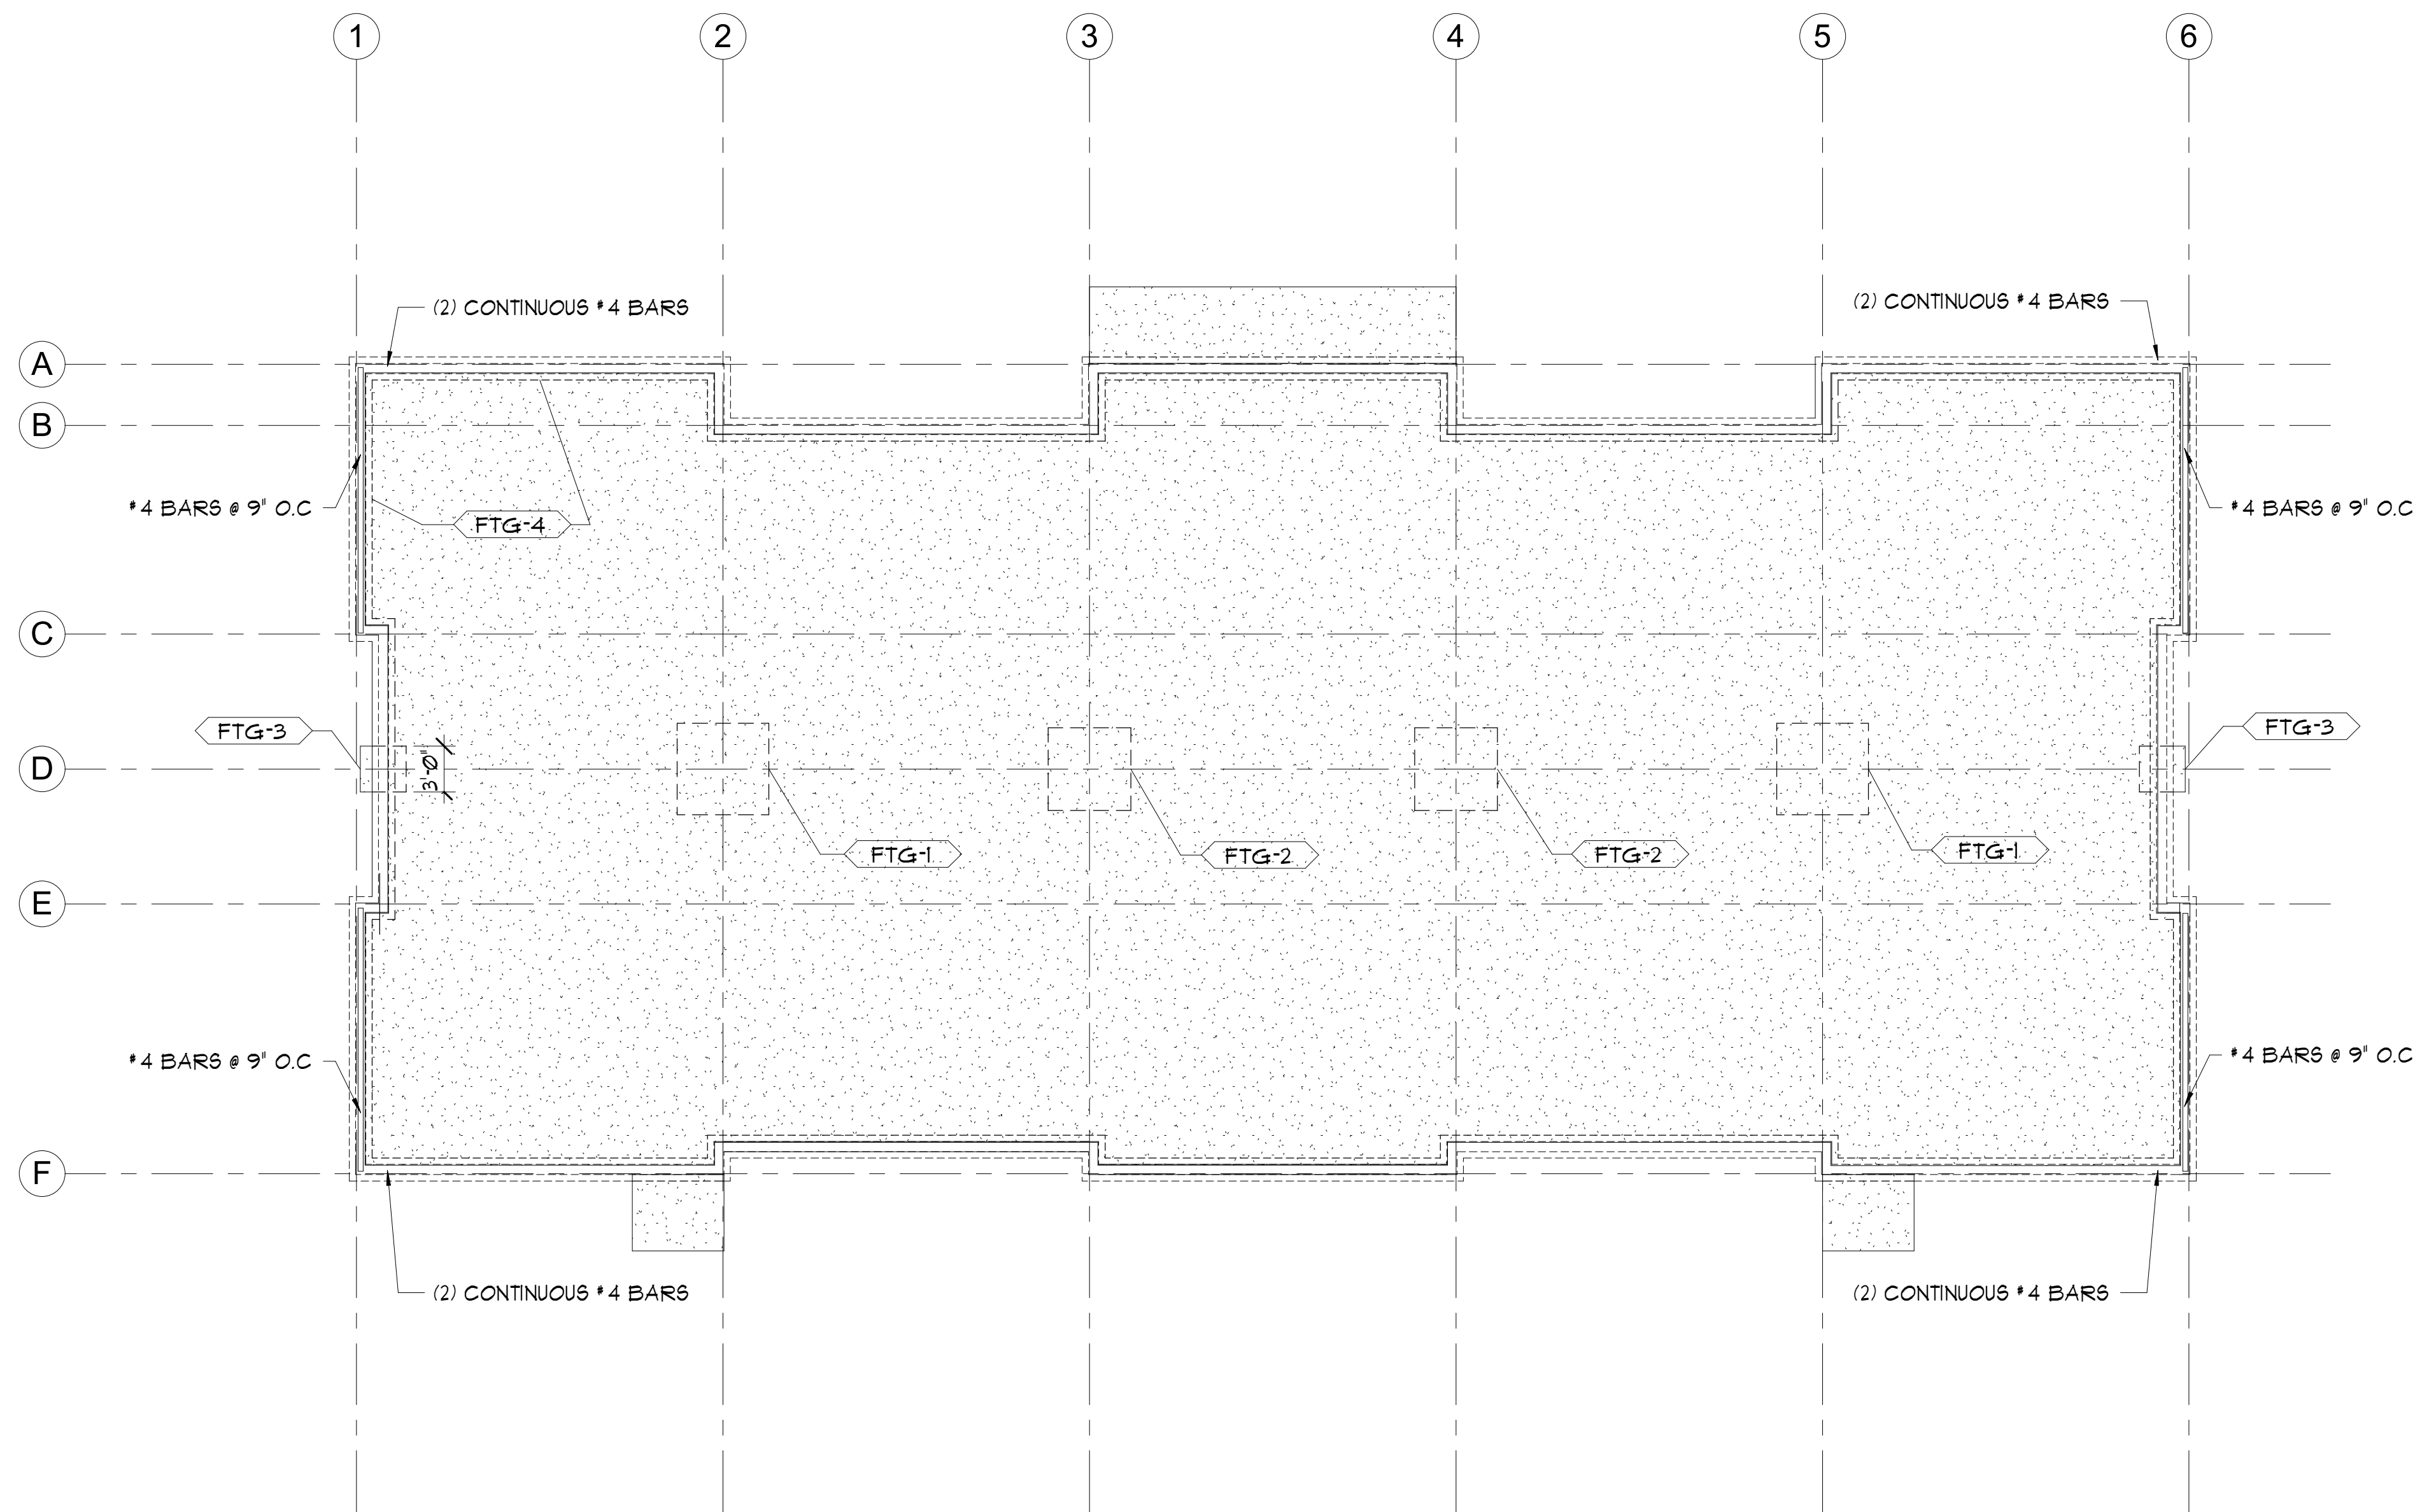 1 2 3 4 5 6
(2) CONTINUOUS #4 BARS
(2) CONTINUOUS #4 BARS
A
B
#4 BARS @ 9" O.C
#4 BARS @ 9" O.C
FTG-4
C
FTG-3
FTG-3
D
3'-0"
FTG-1
FTG-2
FTG-2
FTG-1
E
#4 BARS @ 9" O.C
#4 BARS @ 9" O.C
F
(2) CONTINUOUS #4 BARS
(2) CONTINUOUS #4 BARS